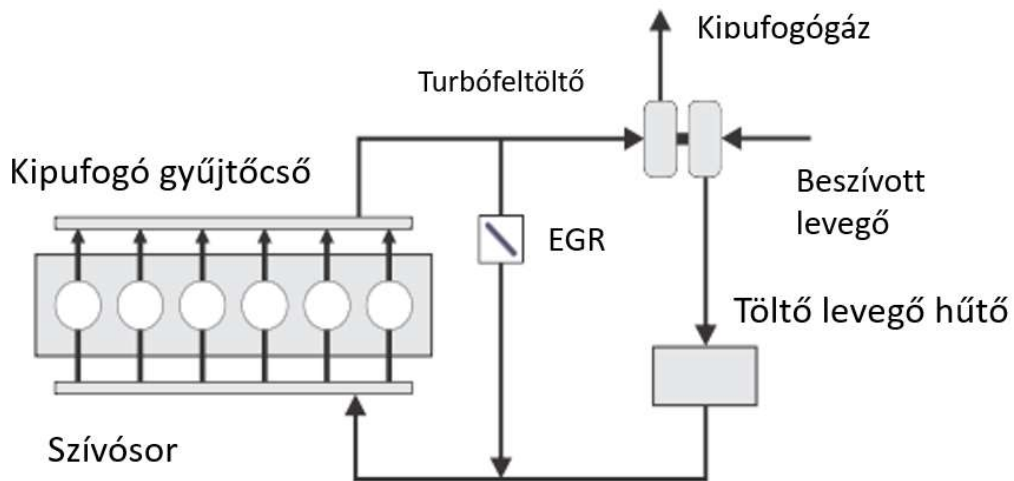 Kipufogógáz
Turbófeltöltő
Kipufogó gyűjtőcső
Beszívott
levegő
EGR
Töltő levegő hűtő
Szívósor